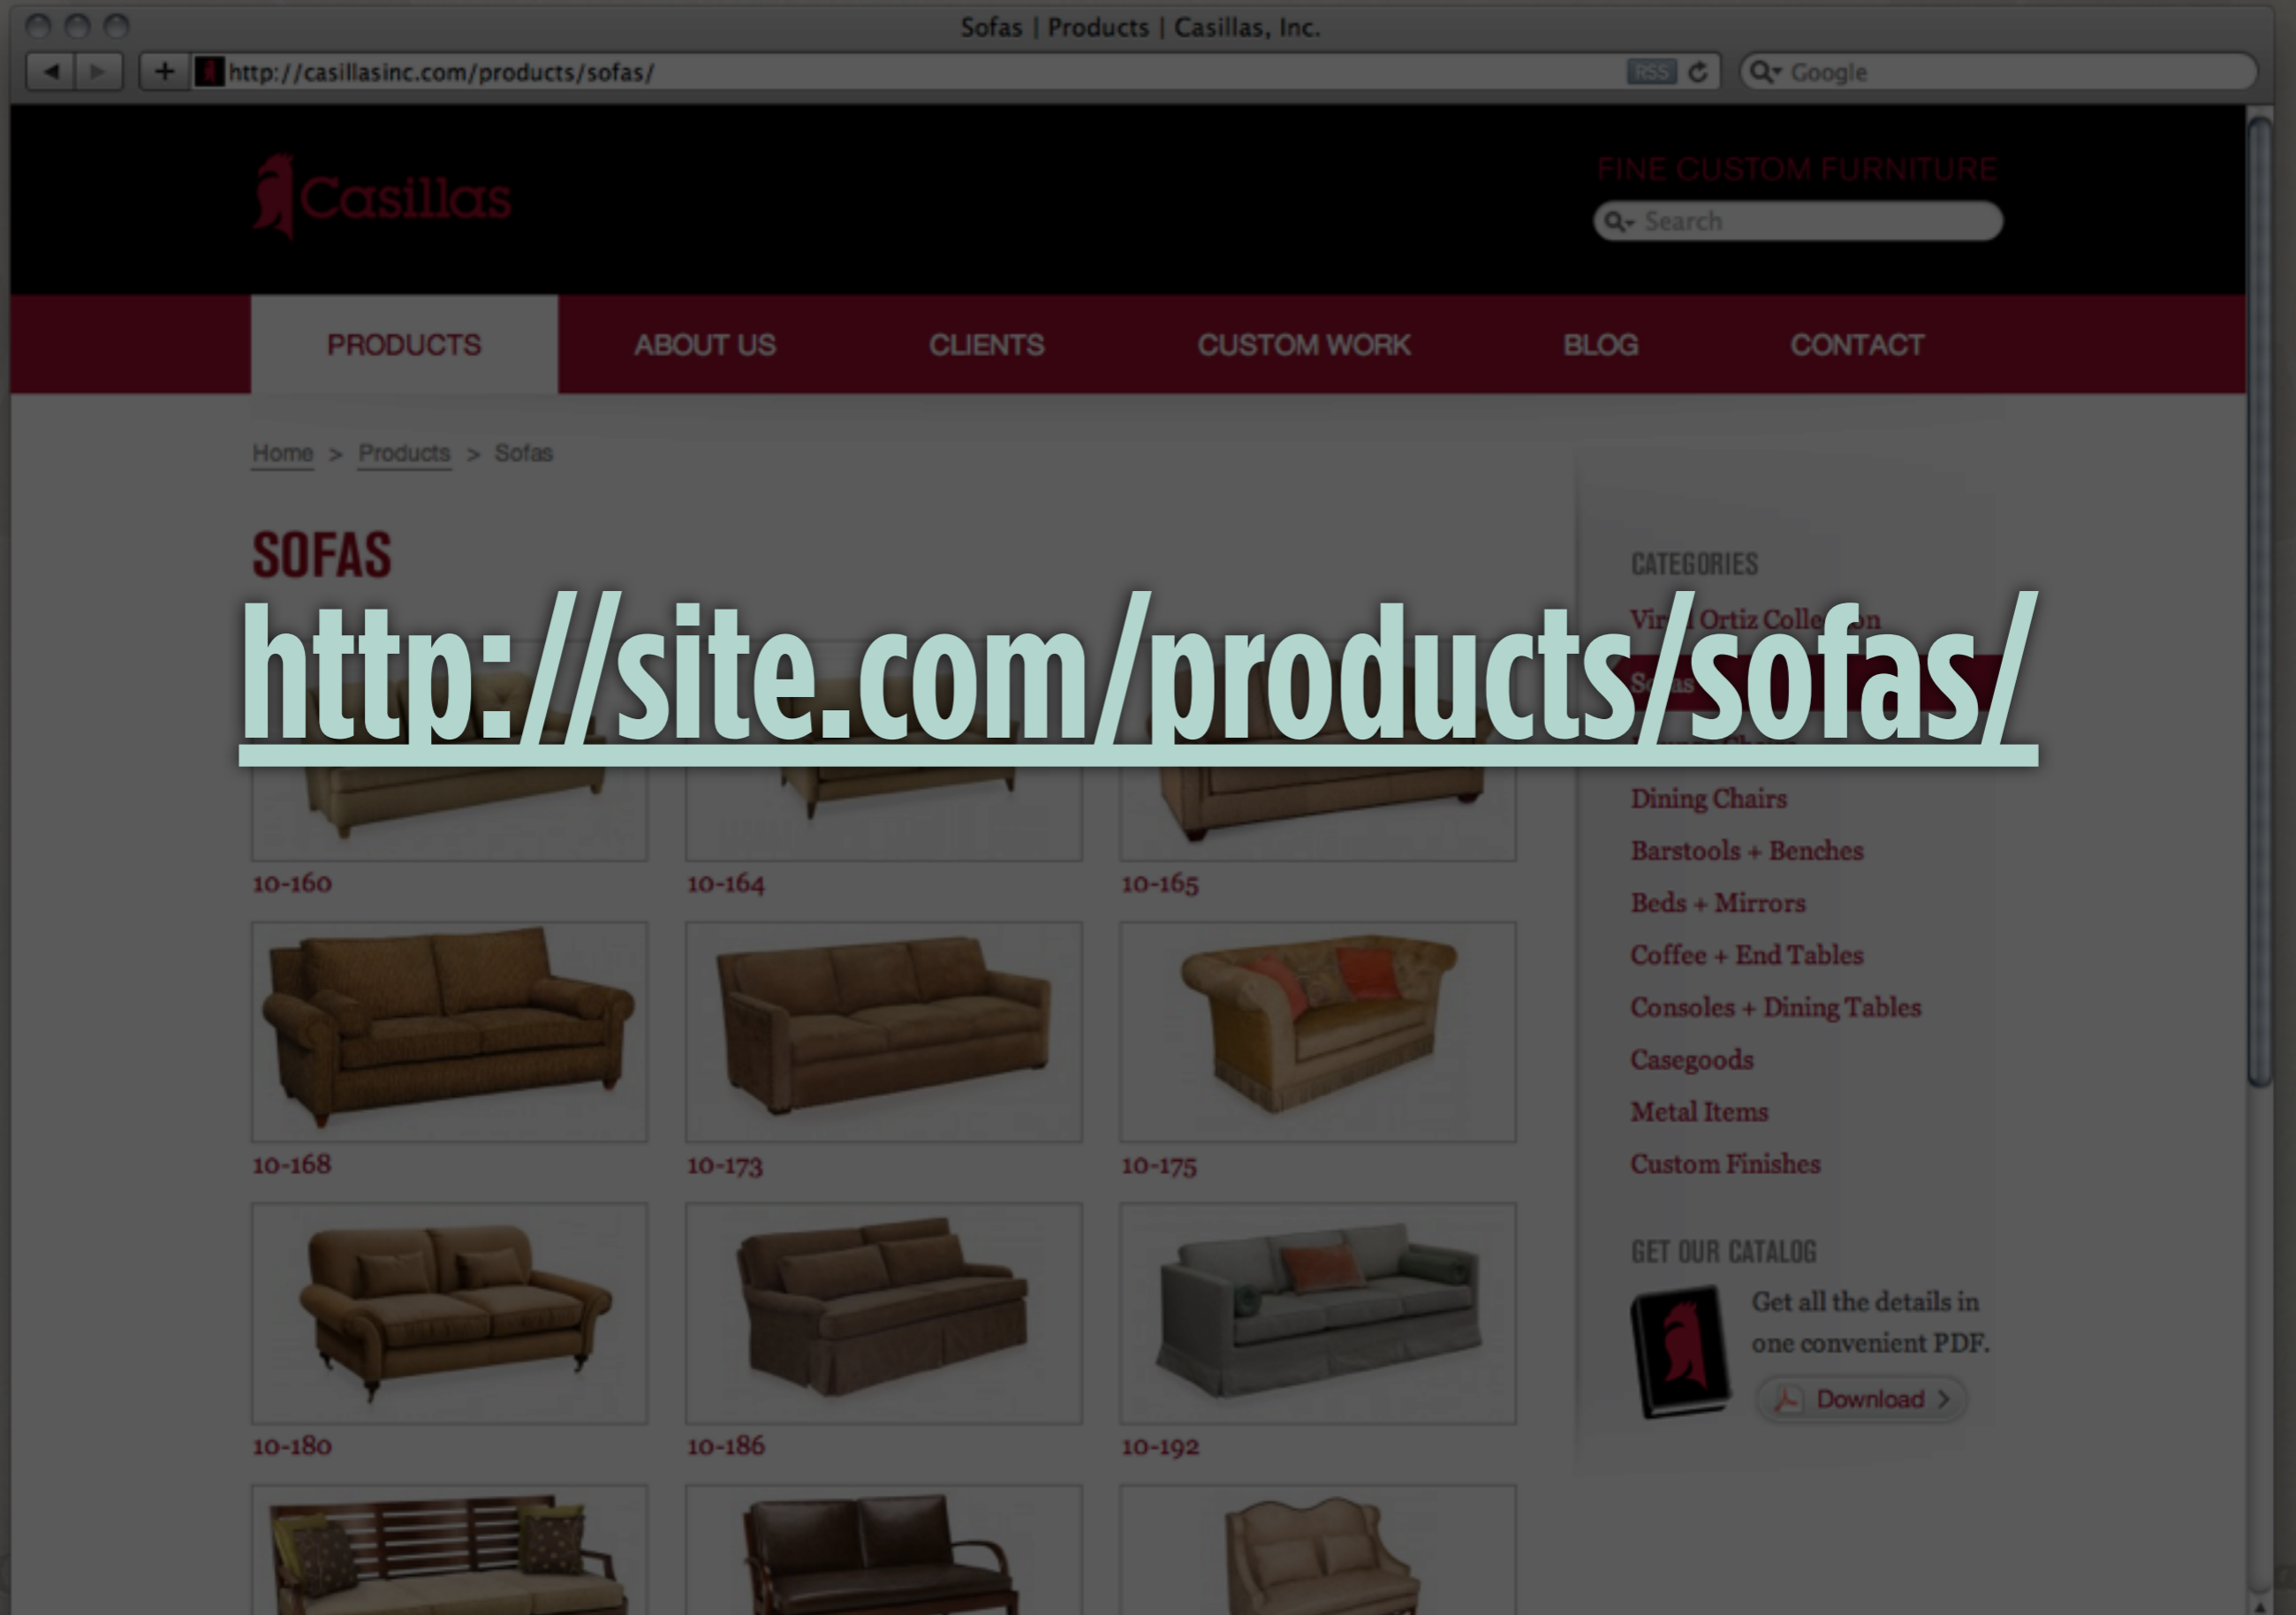 Sofas | Products | Casillas, Inc.
http://casillasinc.com/products/sofas/
RSS
Google
Casillas
FINE CUSTOM FURNITURE
Search
PRODUCTS
ABOUT US
CLIENTS
CUSTOM WORK
BLOG
CONTACT
Home > Products > Sofas
SOFAS
http://site.com/products/sofas/
10-160
10-164
10-165
10-168
10-173
10-175
10-180
10-186
10-192
CATEGORIES
Ortiz
Sofas
Dining Chairs
Barstools + Benches
Beds + Mirrors
Coffee + End Tables
Consoles + Dining Tables
Casegoods
Metal Items
Custom Finishes
GET OUR CATALOG
Get all the details in
one convenient PDF.
Download